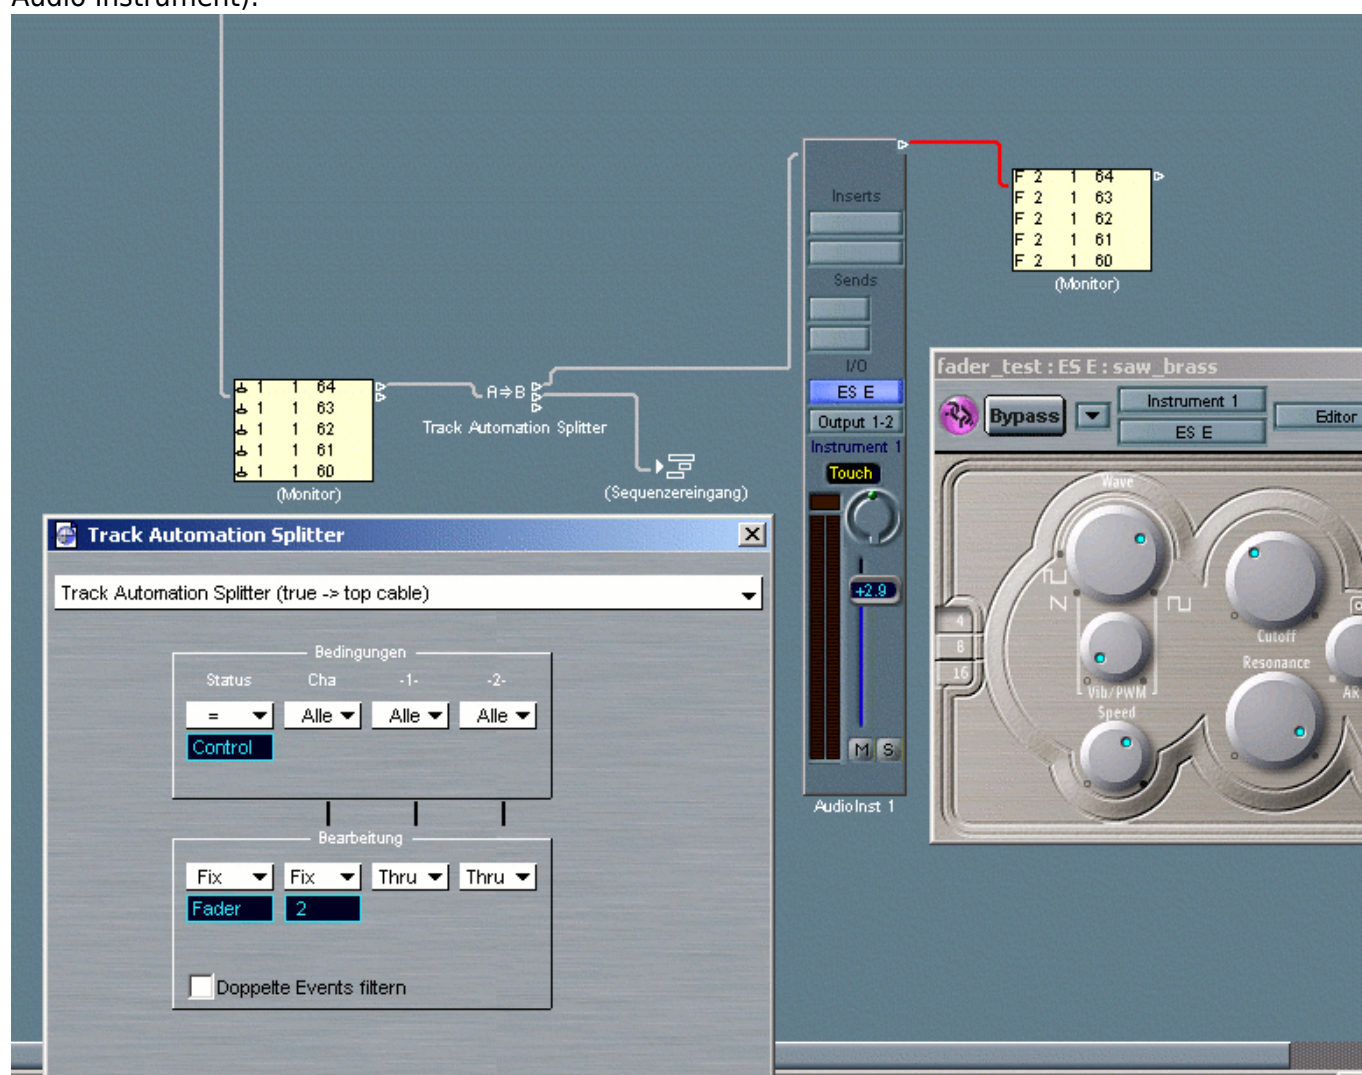 Audio Instrument).
F 2 1 64
F 2 1 63
F 2 1 62
F 2 1 61
F 2 1 60
(Monitor)
Inserts
Sends
I/O
ES E
Output 1-2
Instrument 1
Touch
+2.9
M S
AudioInst 1
1 1 64
1 1 63
1 1 62
1 1 61
1 1 60
(Monitor)
A⇒B
Track Automation Splitter
(Sequenzereingang)
fader_test : ES E : saw_brass
Bypass
Instrument 1
ES E
Editor
Wave
4
8
16
Vib/PWM
Speed
Cutoff
Resonance
AR
Track Automation Splitter
Track Automation Splitter (true -> top cable)
Bedingungen
Status Cha -1- -2-
= Alle Alle Alle
Control
Bearbeitung
Fix Fix Thru Thru
Fader 2
Doppelte Events filtern